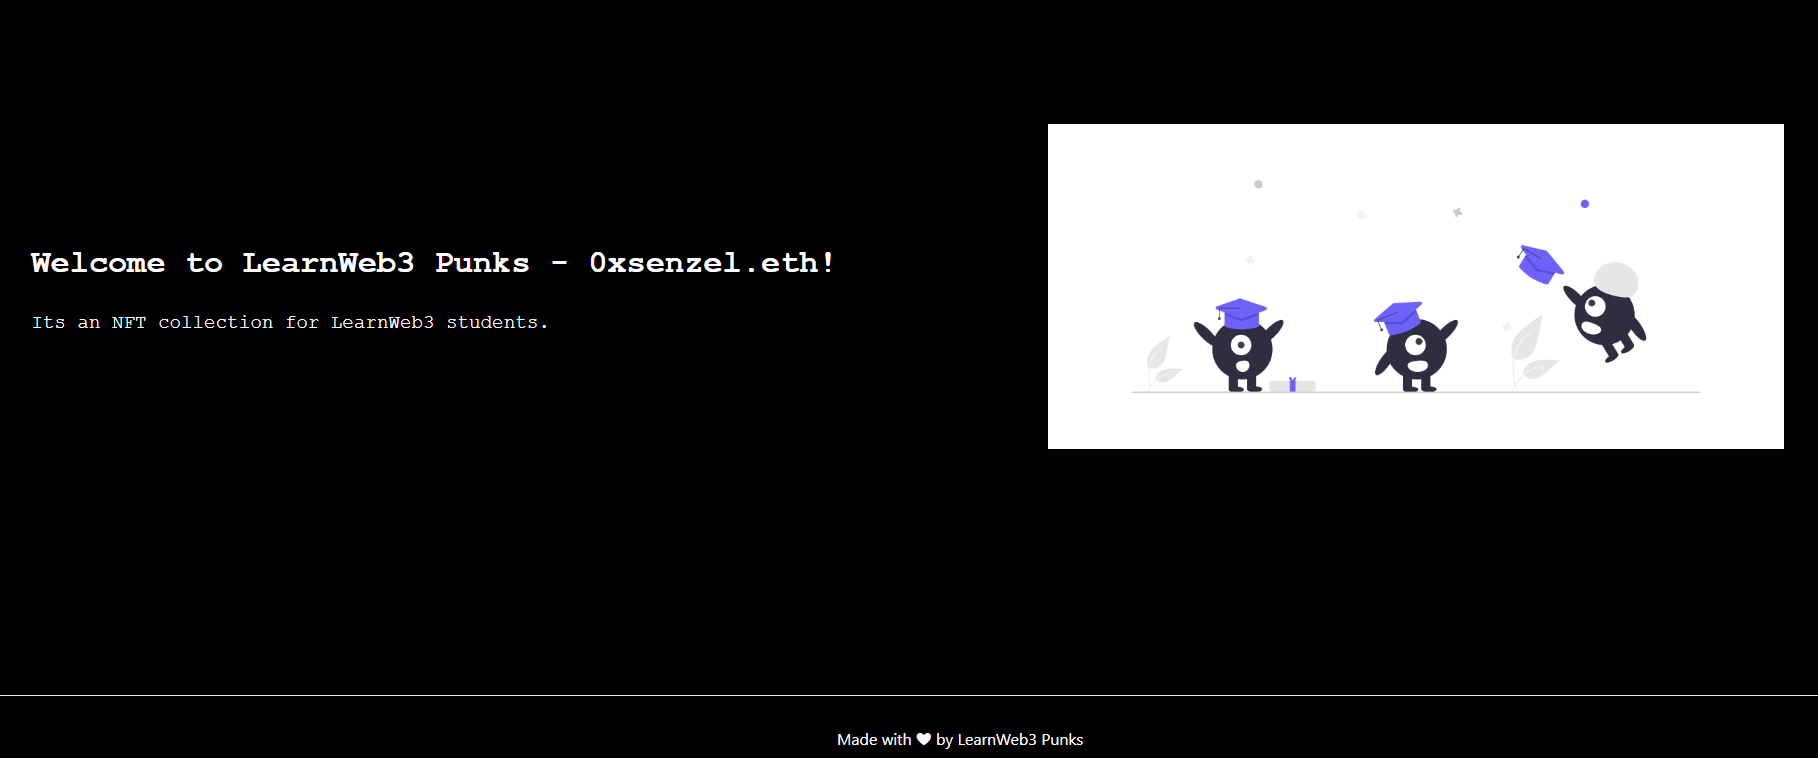 Welcome to LearnWeb3 Punks - 0xsenzel.eth!
Its an NFT collection for LearnWeb3 students.
Made with ❤ by LearnWeb3 Punks